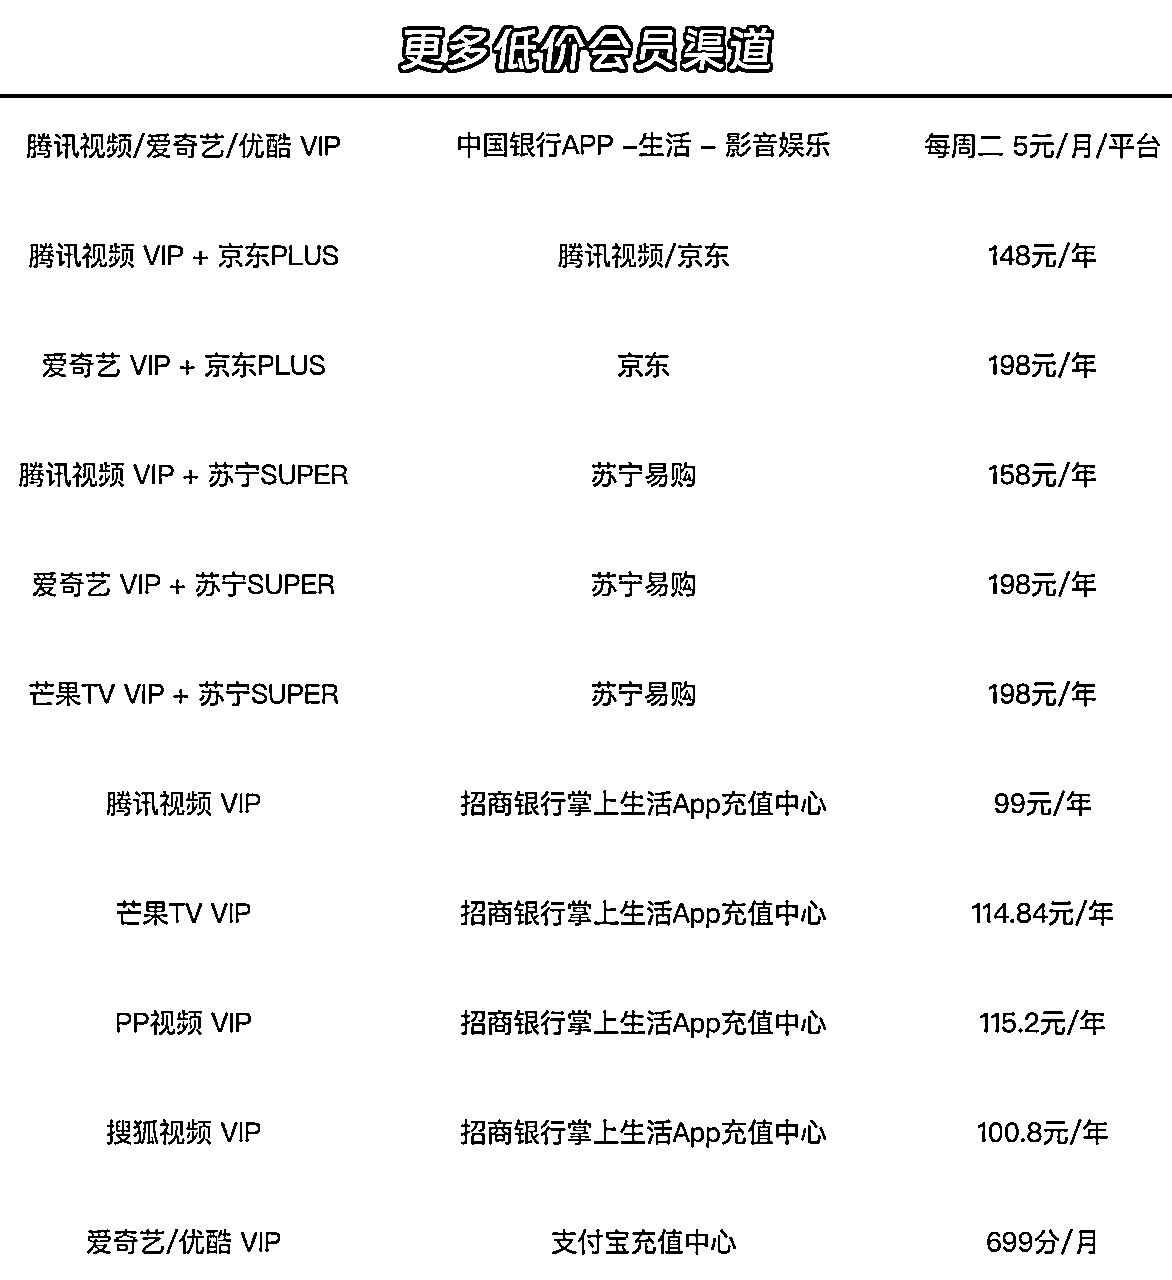 更多低价会员渠道
腾讯视频/爱奇艺/优酷 VIP 中国银行APP –生活 – 影音娱乐 每周二 5元/月/平台
腾讯视频 VIP + 京东PLUS 腾讯视频/京东 148元/年
爱奇艺 VIP + 京东PLUS 京东 198元/年
腾讯视频 VIP + 苏宁SUPER 苏宁易购 158元/年
爱奇艺 VIP + 苏宁SUPER 苏宁易购 198元/年
芒果TV VIP + 苏宁SUPER 苏宁易购 198元/年
腾讯视频 VIP 招商银行掌上生活App充值中心 99元/年
芒果TV VIP 招商银行掌上生活App充值中心 114.84元/年
PP视频 VIP 招商银行掌上生活App充值中心 115.2元/年
搜狐视频 VIP 招商银行掌上生活App充值中心 100.8元/年
爱奇艺/优酷 VIP 支付宝充值中心 699分/月